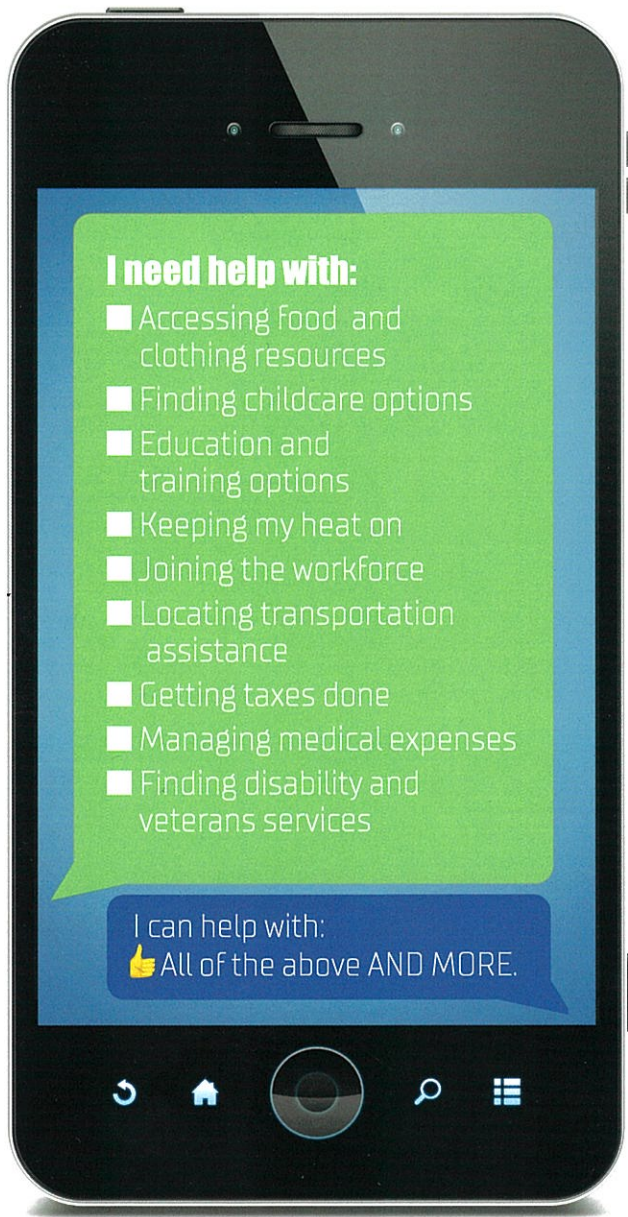 I need help with:
Accessing food and
clothing resources
Finding childcare options
Education and
training options
Keeping my heat on
Joining the workforce
Locating transportation
assistance
Getting taxes done
Managing medical expenses
Finding disability and
veterans services
I can help with:
👍All of the above AND MORE.